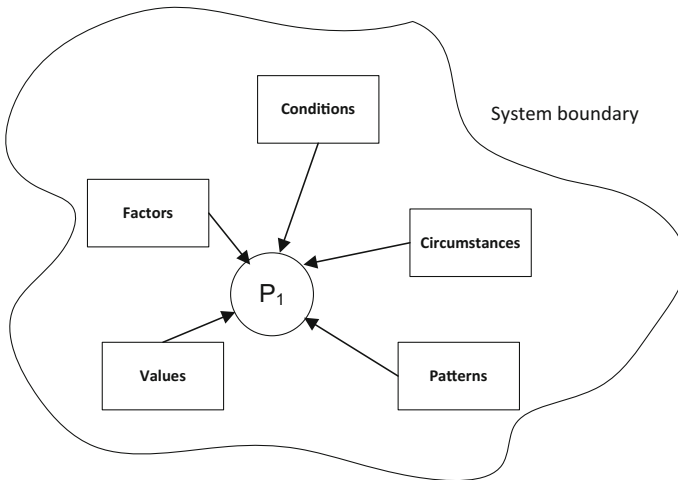 Conditions
System boundary
Factors
Circumstances
P₁
Values
Patterns